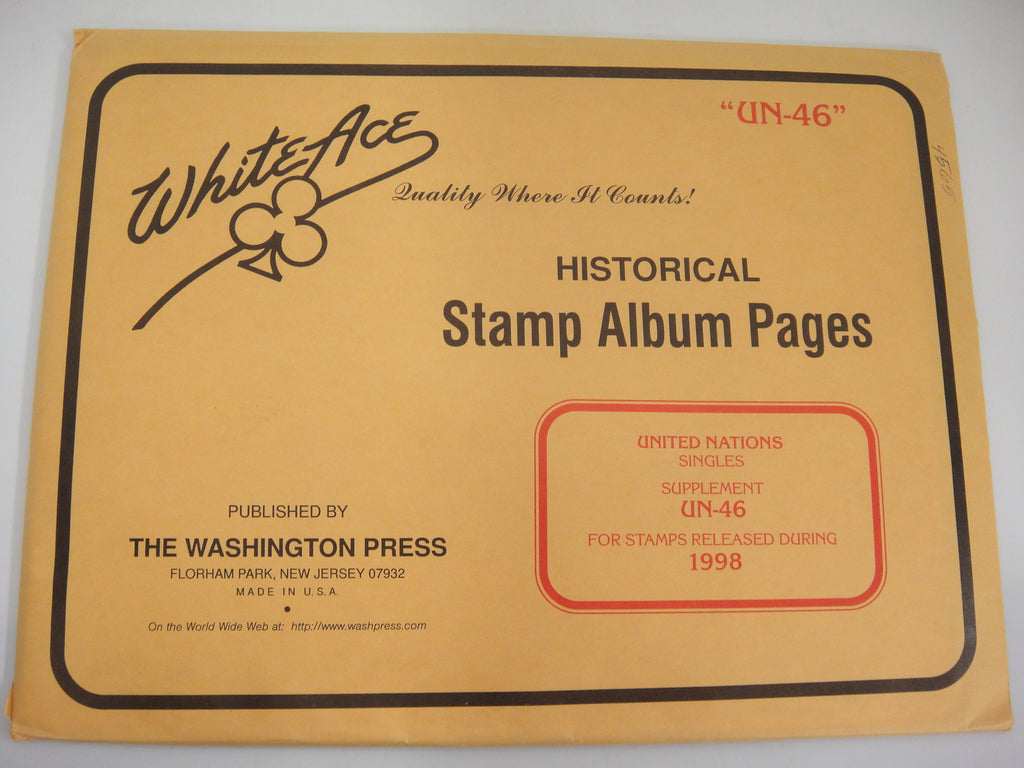 WhiteAce
"UN-46"
Quality Where It Counts!
HISTORICAL
Stamp Album Pages
UNITED NATIONS
SINGLES
SUPPLEMENT
UN-46
FOR STAMPS RELEASED DURING
1998
PUBLISHED BY
THE WASHINGTON PRESS
FLORHAM PARK, NEW JERSEY 07932
MADE IN U.S.A.
On the World Wide Web at: http://www.washpress.com